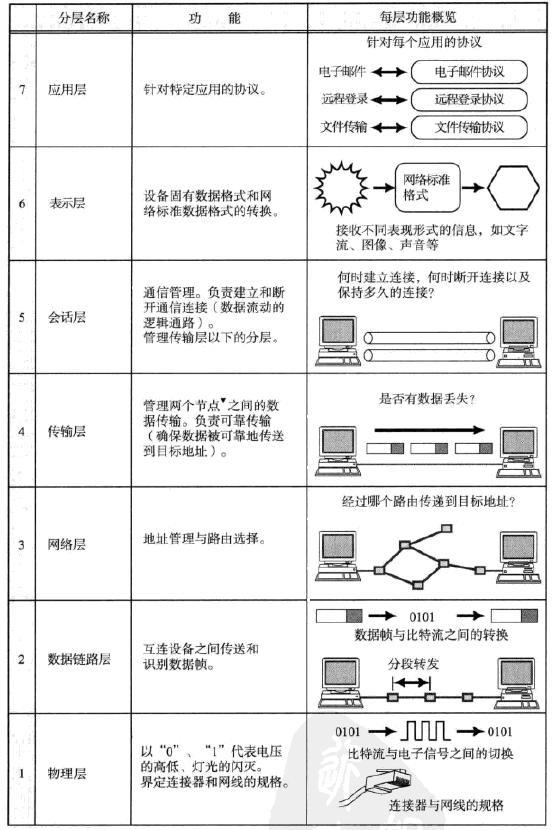 分层名称 功 能 每层功能概览
7 应用层 针对特定应用的协议。
针对每个应用的协议
电子邮件 电子邮件协议
远程登录 远程登录协议
文件传输 文件传输协议
6 表示层
设备固有数据格式和网
络标准数据格式的转换。
网络标准
格式
接收不同表现形式的信息，如文字
流、图像、声音等
5 会话层
通信管理。负责建立和断
开通信连接（数据流动的
逻辑通路）。
管理传输层以下的分层。
何时建立连接，何时断开连接以及
保持多久的连接？
4 传输层
管理两个节点▼之间的数
据传输。负责可靠传输
（确保数据被可靠地传送
到目标地址）。
是否有数据丢失？
3 网络层 地址管理与路由选择。
经过哪个路由传递到目标地址？
2 数据链路层
互连设备之间传送和
识别数据帧。
0101
数据帧与比特流之间的转换
分段转发
1 物理层
以“0”、“1”代表电压
的高低、灯光的闪灭。
界定连接器和网线的规格。
0101 0101
比特流与电子信号之间的切换
连接器与网线的规格